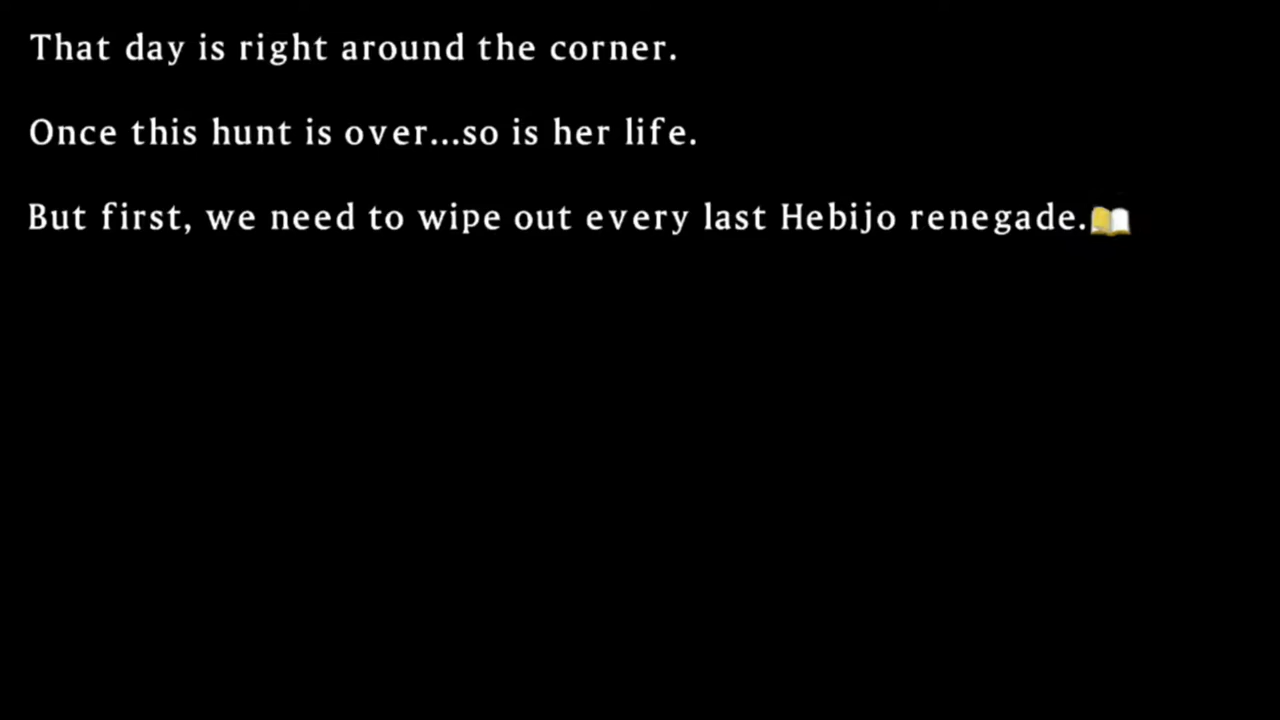 That day is right around the corner.
Once this hunt is over...so is her life.
But first, we need to wipe out every last Hebijo renegade.